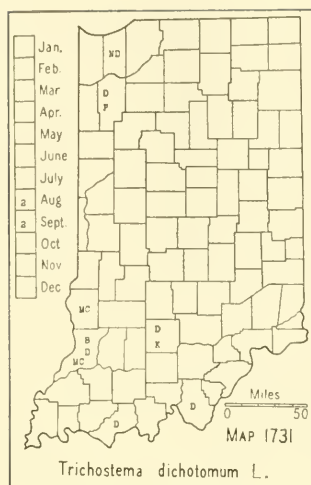 Jan.
Feb.
Mar
Apr.
May
June
July
a Aug
a Sept.
Oct
Nov
Dec
ND
D
P
MC
D
K
B
D
MC
D
D
Miles
0 50
MAP 1731
Trichostema dichotomum L.